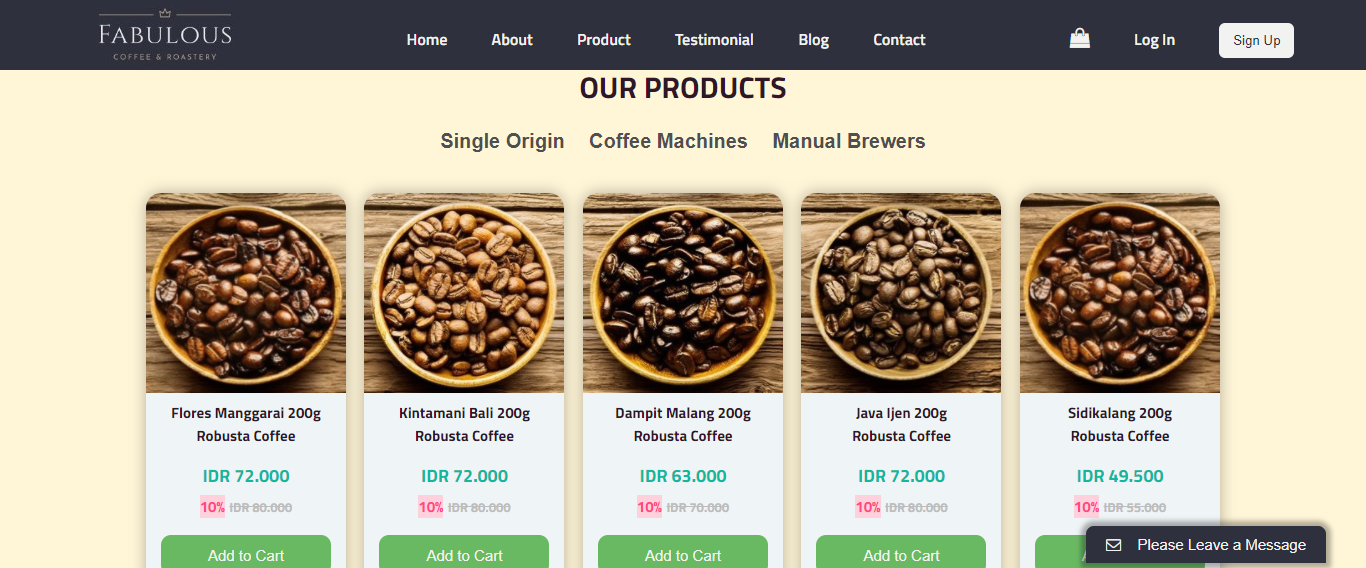 FABULOUS
COFFEE & ROASTERY
Home About Product Testimonial Blog Contact Log In Sign Up
OUR PRODUCTS
Single Origin Coffee Machines Manual Brewers
Flores Manggarai 200g
Robusta Coffee
IDR 72.000
10% IDR 80.000
Add to Cart
Kintamani Bali 200g
Robusta Coffee
IDR 72.000
10% IDR 80.000
Add to Cart
Dampit Malang 200g
Robusta Coffee
IDR 63.000
10% IDR 70.000
Add to Cart
Java Ijen 200g
Robusta Coffee
IDR 72.000
10% IDR 80.000
Add to Cart
Sidikalang 200g
Robusta Coffee
IDR 49.500
10% IDR 55.000
Please Leave a Message